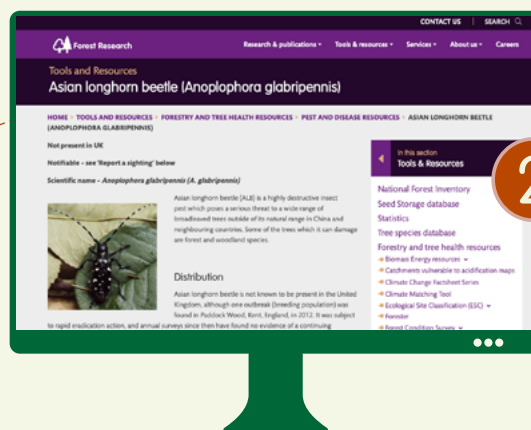 CONTACT US | SEARCH
Forest Research
Research & publications Tools & resources Services About us Careers
Tools and Resources
Asian longhorn beetle (Anoplophora glabripennis)
HOME > TOOLS AND RESOURCES > FORESTRY AND TREE HEALTH RESOURCES > PEST AND DISEASE RESOURCES > ASIAN LONGHORN BEETLE
(ANOPLOPHORA GLABRIPENNIS)
Not present in UK
Notifiable – see 'Report a sighting' below
Scientific name – Anoplophora glabripennis (A. glabripennis)
Asian longhorn beetle (ALB) is a highly destructive insect
pest which poses a serious threat to a wide range of
broadleaved trees outside of its natural range in China and
neighbouring countries. Some of the trees which it can damage
are forest and woodland species.
Distribution
Asian longhorn beetle is not known to be present in the United
Kingdom, although one outbreak (breeding population) was
found in Paddock Wood, Kent, England, in 2012. It was subject
to rapid eradication action, and annual surveys since then have found no evidence of a continuing
In this section
Tools & Resources
National Forest Inventory
Seed Storage database
Statistics
Tree species database
Forestry and tree health resources
Biomass Energy resources
Catchments vulnerable to acidification maps
Climate Change Factsheet Series
Climate Matching Tool
Ecological Site Classification (ESC)
Forester
Forest Condition Survey
2